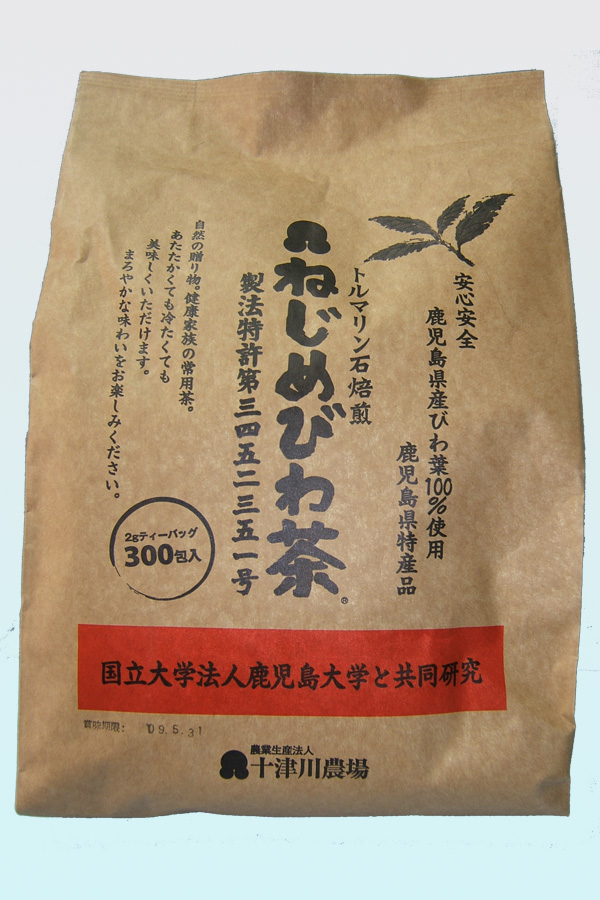 安心安全
鹿児島県産びわ葉100%使用
鹿児島県特産品
トルマリン石焙煎
ねじめびわ茶®
製法特許第三四五二三五一号
自然の贈り物。健康家族の常用茶。
あたたかくても冷たくても
美味しくいただけます。
まろやかな味わいをお楽しみください。
2gティーバッグ
300包入
国立大学法人鹿児島大学と共同研究
賞味期限: '09.5.31
農業生産法人
十津川農場